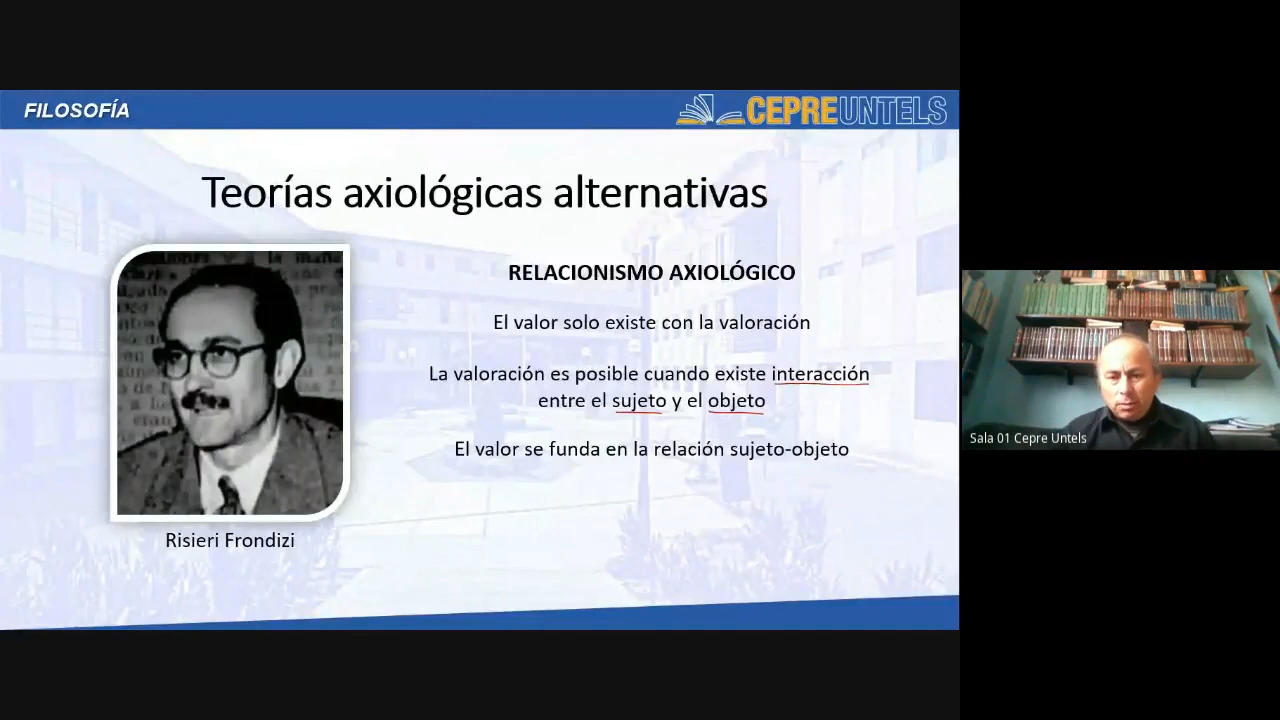 FILOSOFÍA
CEPREUNTELS
Teorías axiológicas alternativas
RELACIONISMO AXIOLÓGICO
El valor solo existe con la valoración
La valoración es posible cuando existe interacción
entre el sujeto y el objeto
El valor se funda en la relación sujeto-objeto
Risieri Frondizi
Sala 01 Cepre Untels